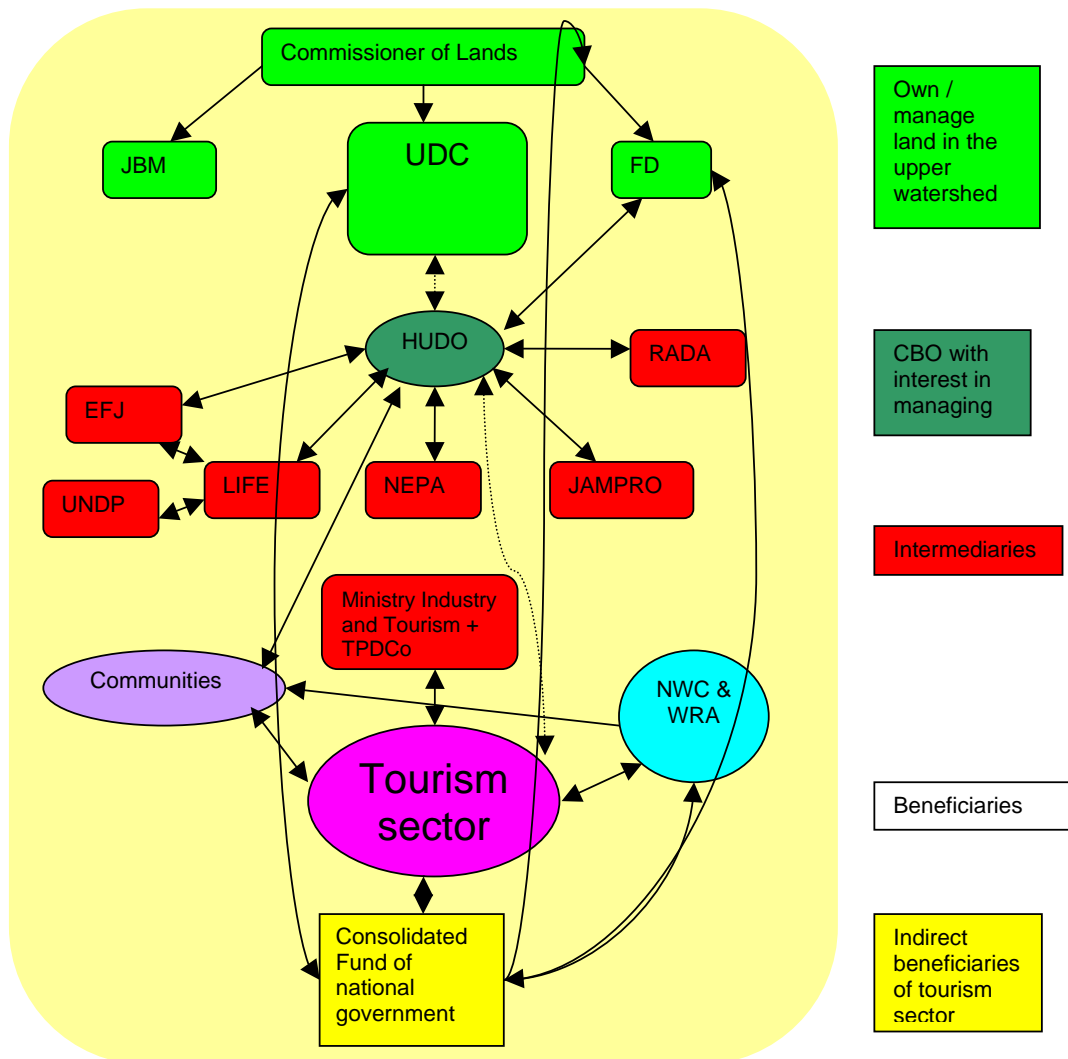 Commissioner of Lands
JBM
UDC
FD
HUDO
RADA
EFJ
LIFE
NEPA
JAMPRO
UNDP
Ministry Industry
and Tourism +
TPDCo
Communities
NWC &
WRA
Tourism
sector
Consolidated
Fund of
national
government
Own /
manage
land in the
upper
watershed
CBO with
interest in
managing
Intermediaries
Beneficiaries
Indirect
beneficiaries
of tourism
sector